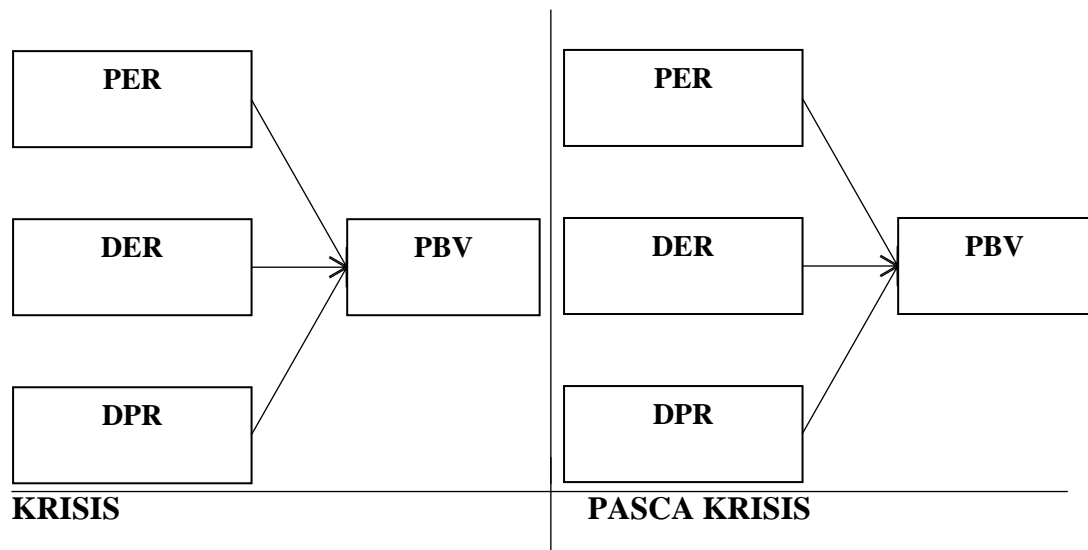 PER
DER
PBV
DPR
KRISIS
PER
DER
PBV
DPR
PASCA KRISIS